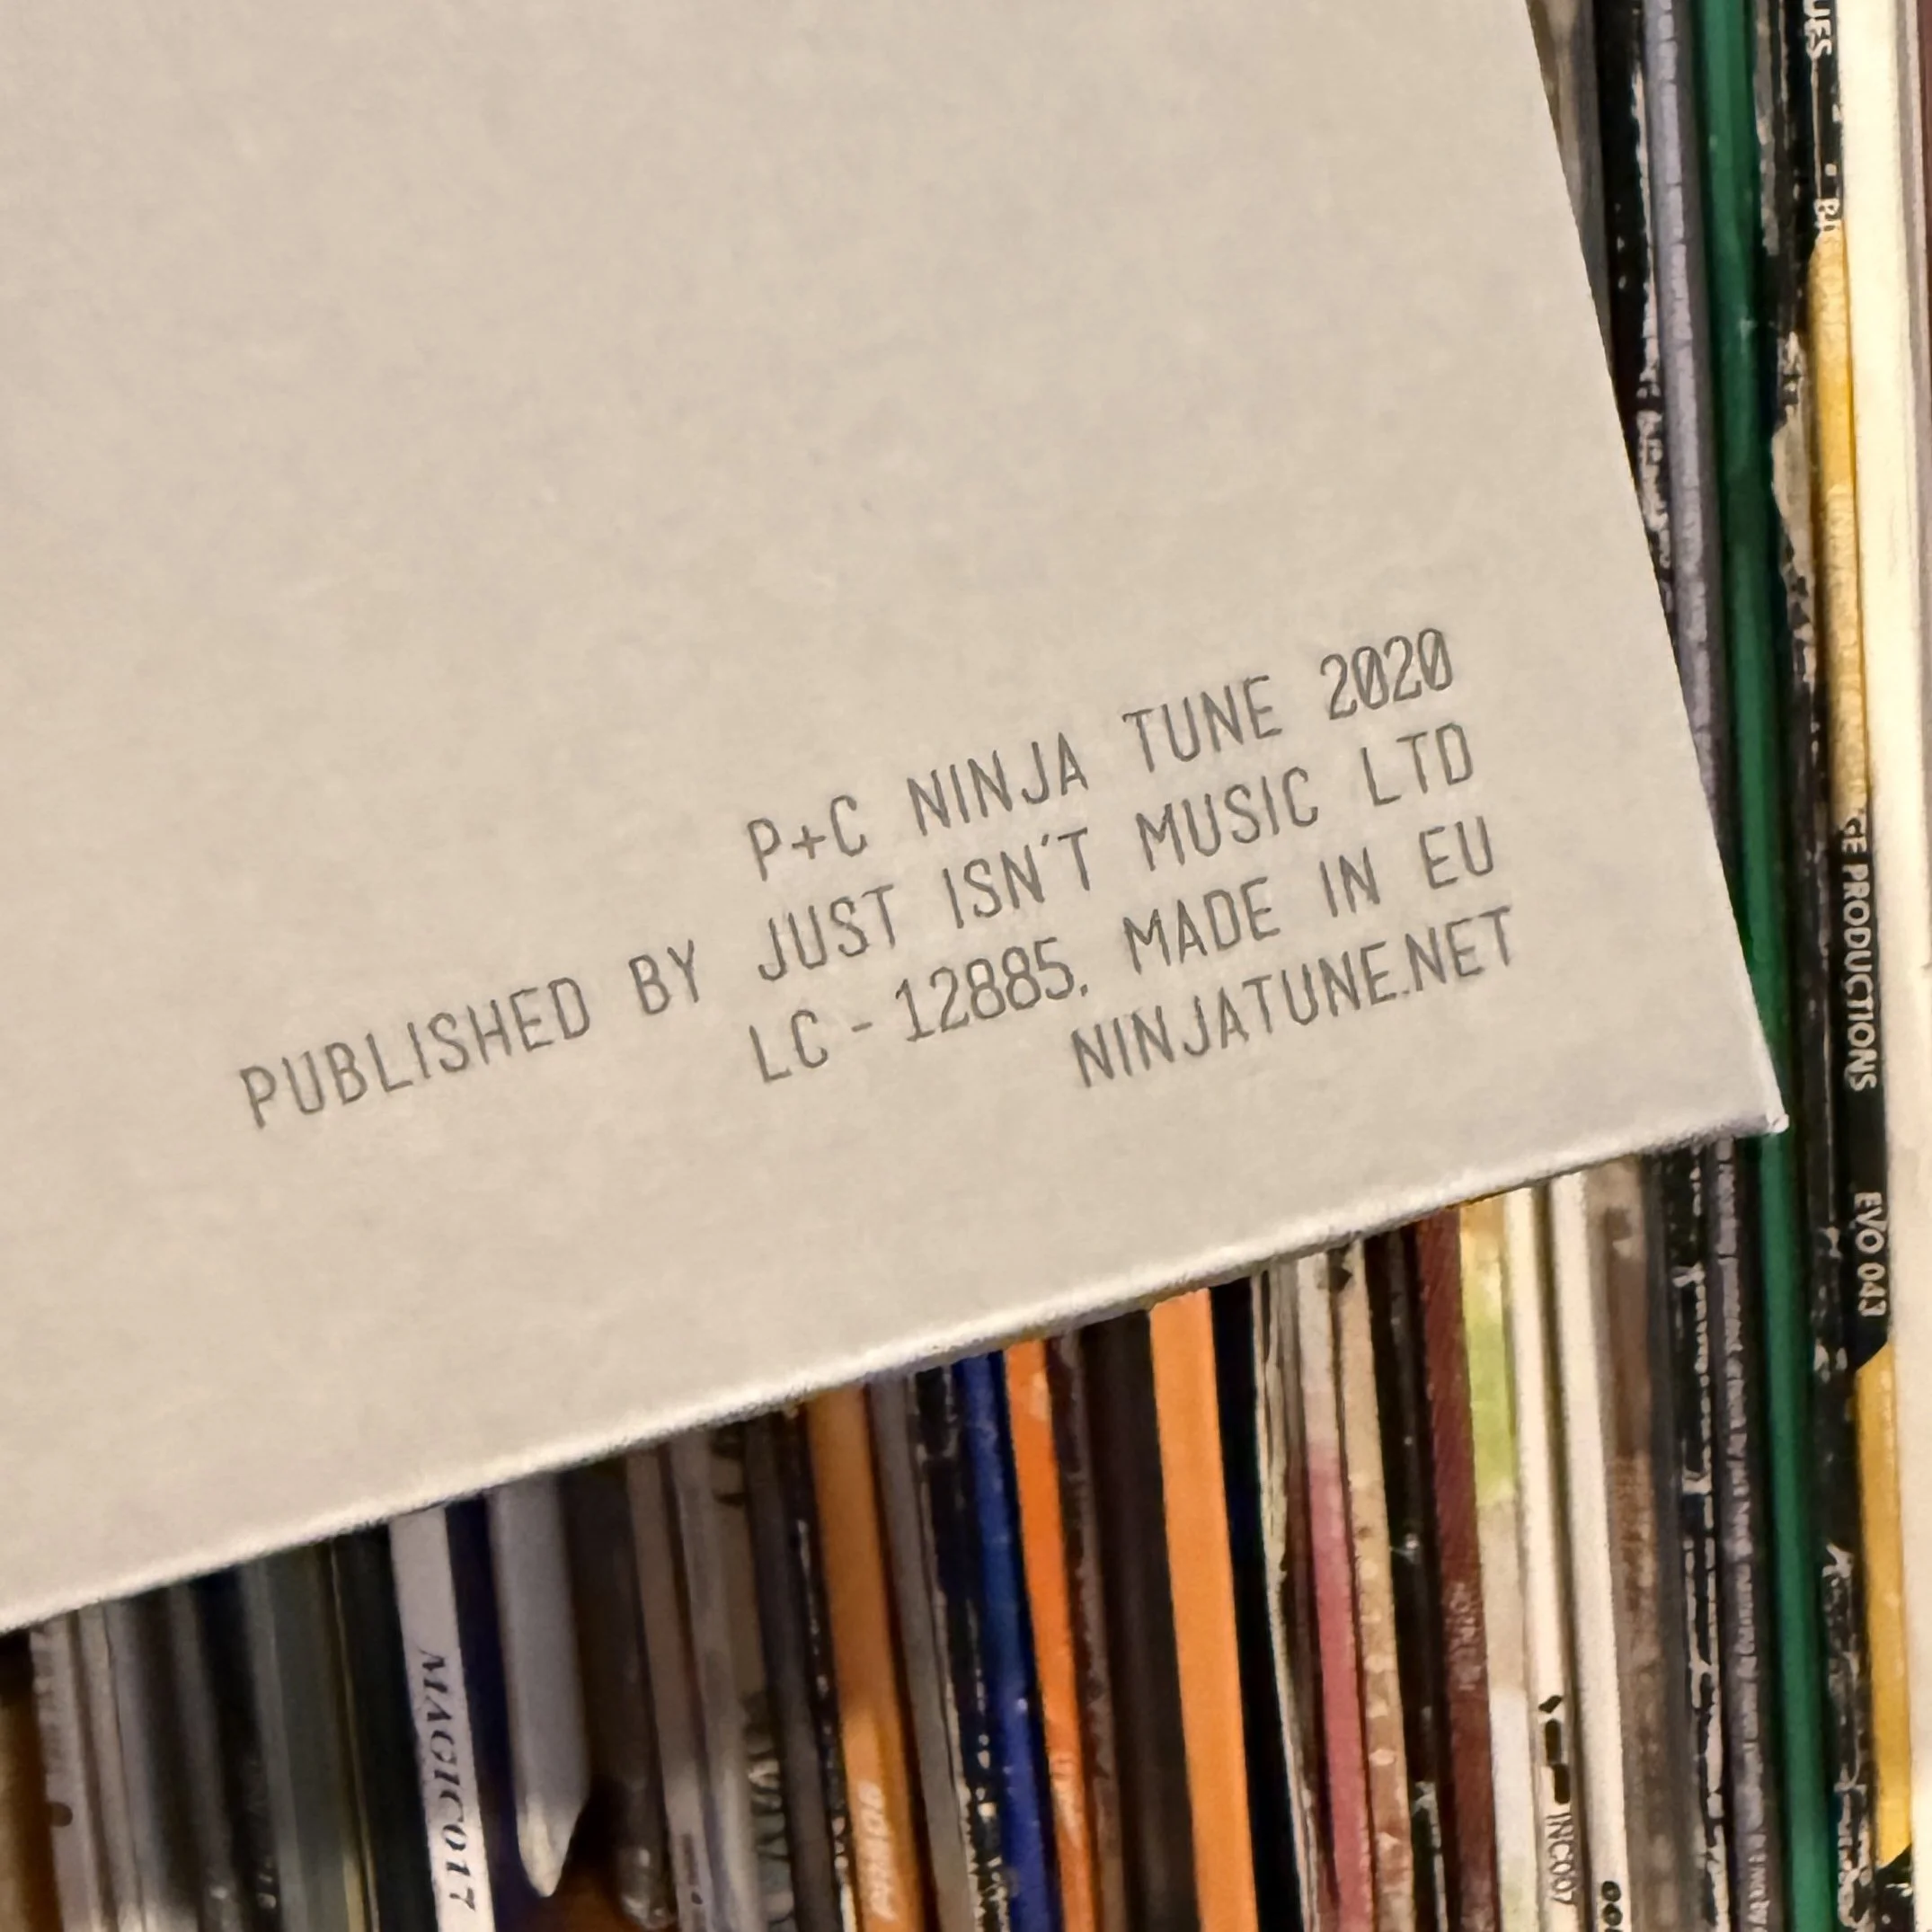 P+C NINJA TUNE 2020
PUBLISHED BY JUST ISN'T MUSIC LTD
LC - 12885. MADE IN EU
NINJATUNE.NET
PRODUCTIONS
EVO 043
MAGIC017
INC007